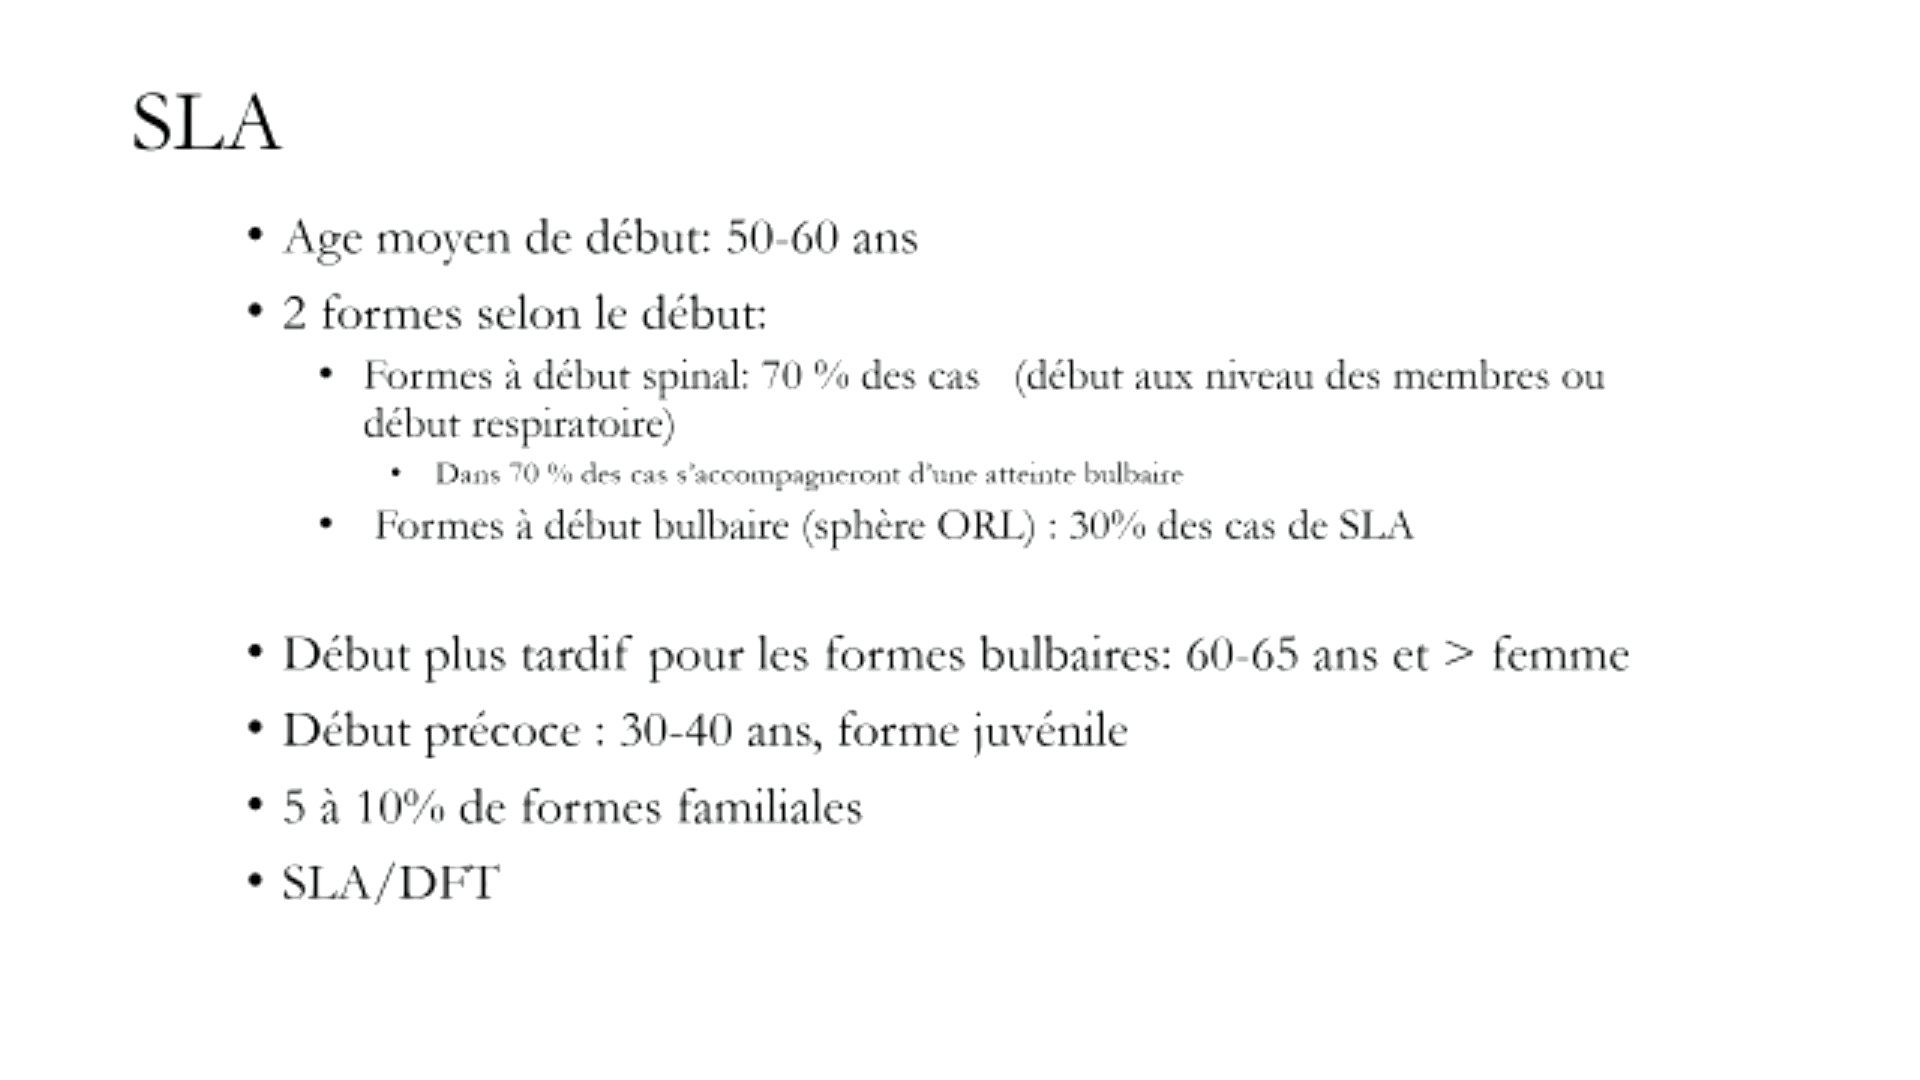 SLA
• Age moyen de début: 50-60 ans
• 2 formes selon le début:
• Formes à début spinal: 70 % des cas (début aux niveau des membres ou
début respiratoire)
• Dans 70 % des cas s'accompagneront d'une atteinte bulbaire
• Formes à début bulbaire (sphère ORL) : 30% des cas de SLA
• Début plus tardif pour les formes bulbaires: 60-65 ans et > femme
• Début précoce : 30-40 ans, forme juvénile
• 5 à 10% de formes familiales
• SLA/DFT